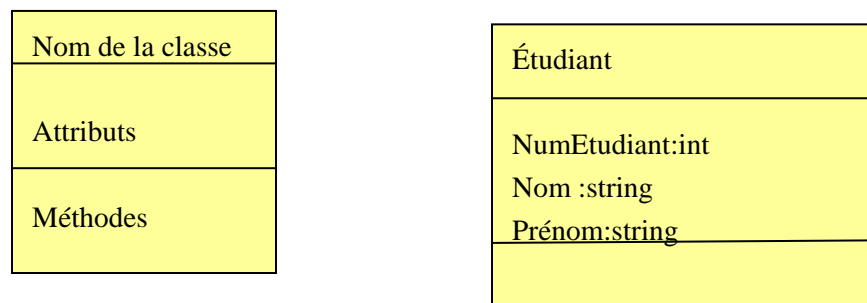 Nom de la classe
Attributs
Méthodes
Étudiant
NumEtudiant:int
Nom :string
Prénom:string